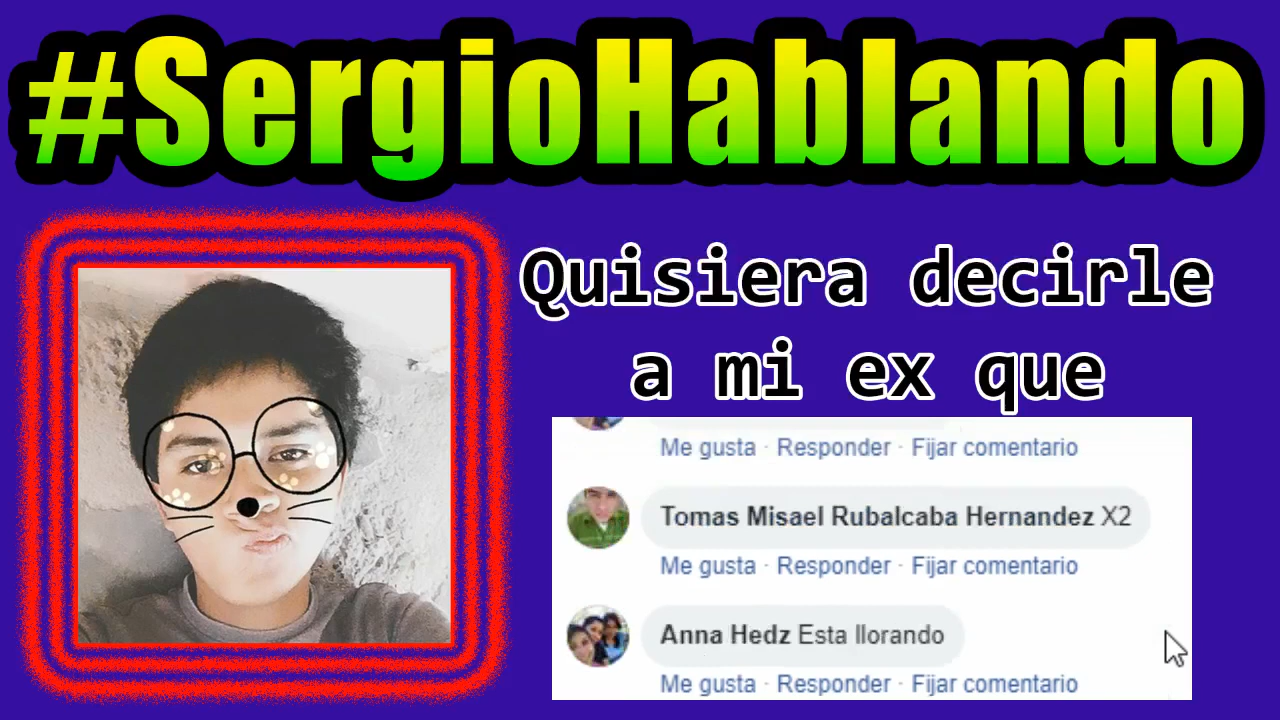 #SergioHablando
Quisiera decirle
a mi ex que
Me gusta · Responder · Fijar comentario
Tomas Misael Rubalcaba Hernandez X2
Me gusta · Responder · Fijar comentario
Anna Hedz Esta llorando
Me gusta · Responder · Fijar comentario